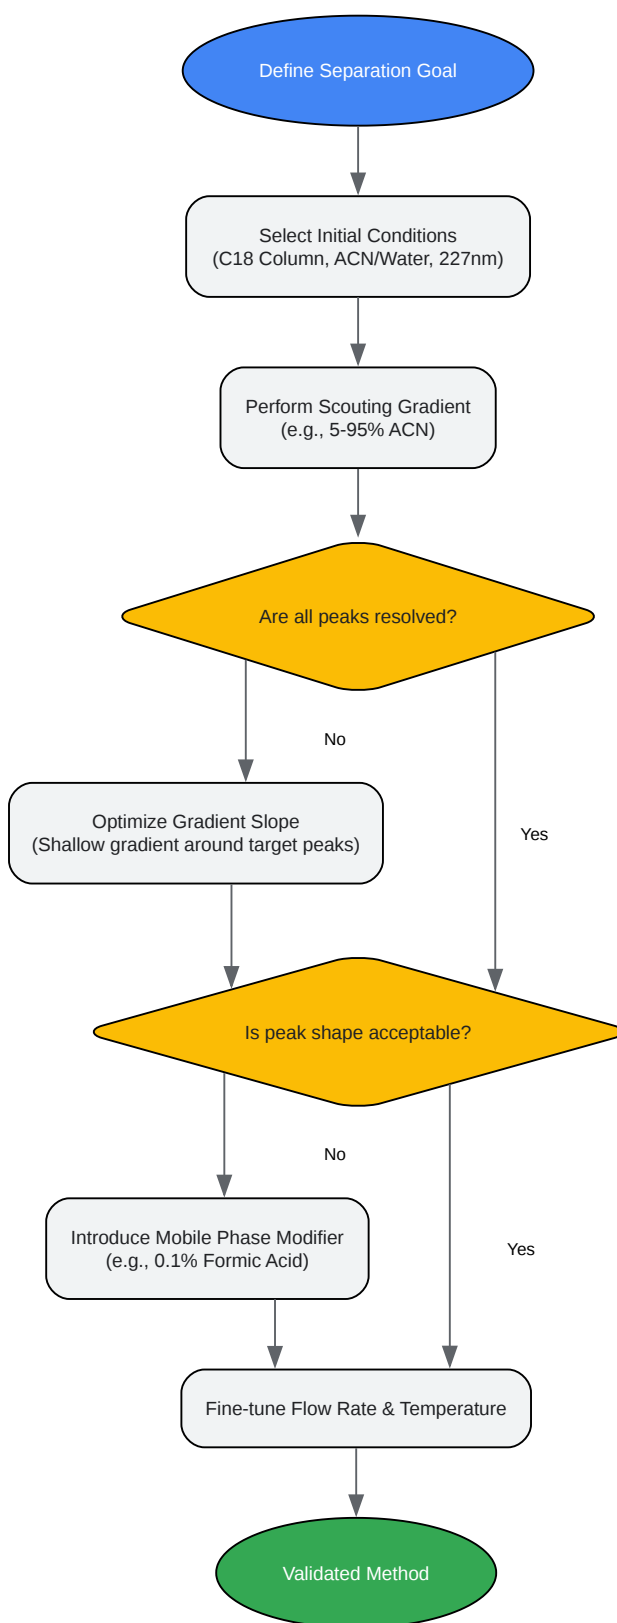 Define Separation Goal
Select Initial Conditions
(C18 Column, ACN/Water, 227nm)
Perform Scouting Gradient
(e.g., 5-95% ACN)
Are all peaks resolved?
No
Optimize Gradient Slope
(Shallow gradient around target peaks)
Yes
Is peak shape acceptable?
No
Introduce Mobile Phase Modifier
(e.g., 0.1% Formic Acid)
Yes
Fine-tune Flow Rate & Temperature
Validated Method